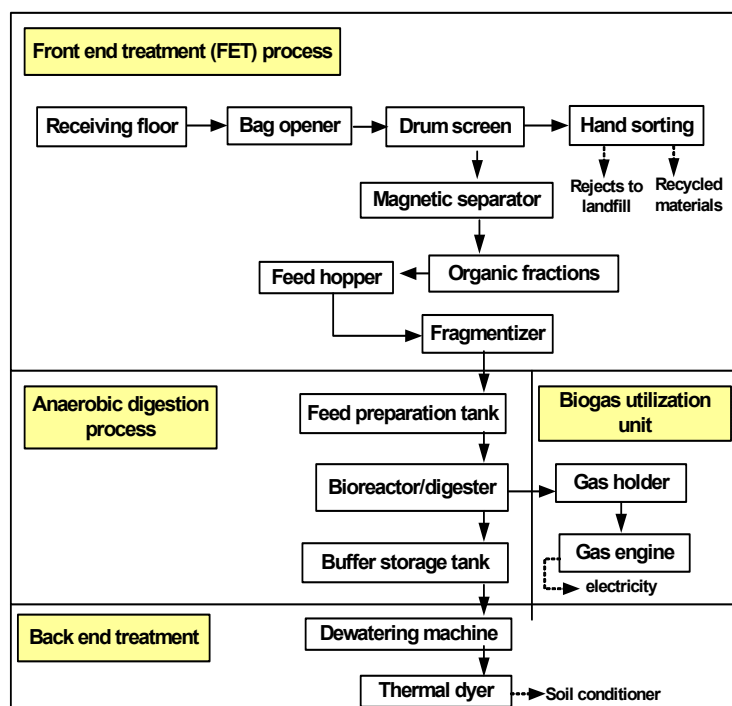 Front end treatment (FET) process
Receiving floor
Bag opener
Drum screen
Hand sorting
Rejects to
landfill
Recycled
materials
Magnetic separator
Organic fractions
Feed hopper
Fragmentizer
Anaerobic digestion
process
Feed preparation tank
Biogas utilization
unit
Bioreactor/digester
Gas holder
Buffer storage tank
Gas engine
electricity
Back end treatment
Dewatering machine
Thermal dyer
Soil conditioner